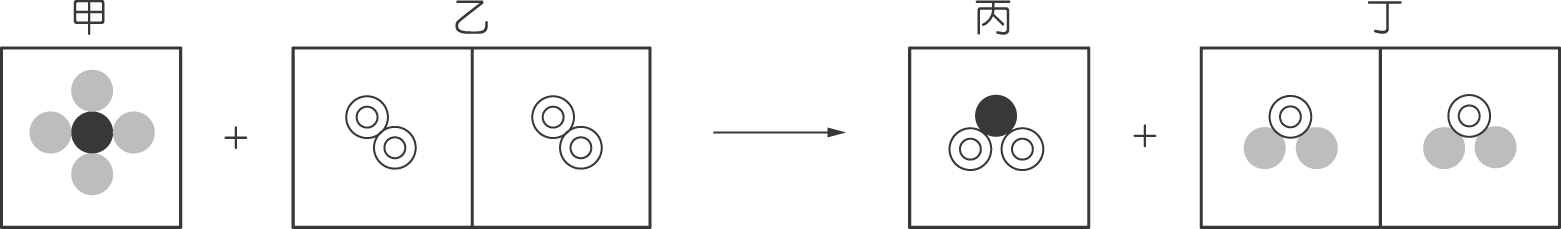 甲 乙 丙 丁
+ +